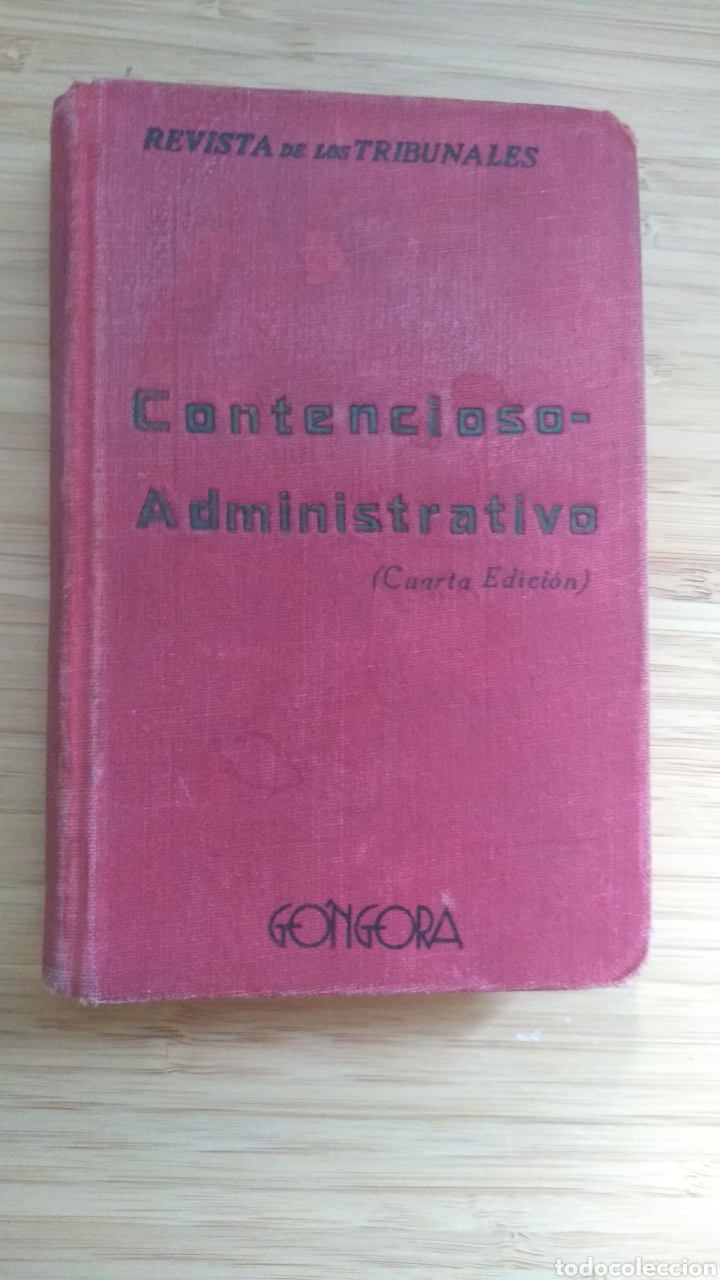 REVISTA DE LOS TRIBUNALES
Contencioso-
Administrativo
(Cuarta Edición)
GÓNGORA
todocoleccion